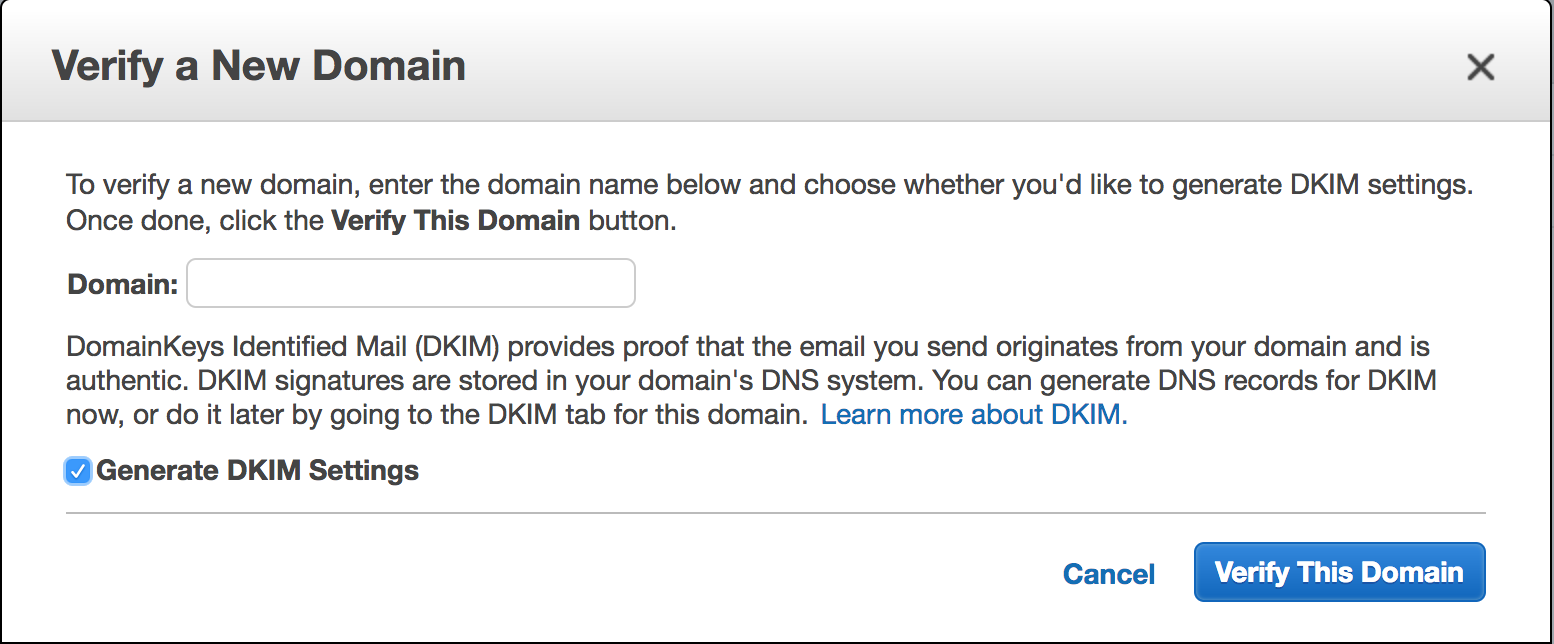 Verify a New Domain
To verify a new domain, enter the domain name below and choose whether you'd like to generate DKIM settings.
Once done, click the Verify This Domain button.
Domain:
DomainKeys Identified Mail (DKIM) provides proof that the email you send originates from your domain and is
authentic. DKIM signatures are stored in your domain's DNS system. You can generate DNS records for DKIM
now, or do it later by going to the DKIM tab for this domain. Learn more about DKIM.
Generate DKIM Settings
Cancel Verify This Domain